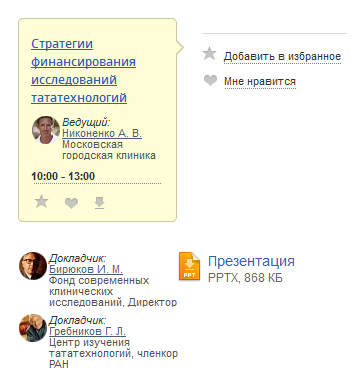 Стратегии
финансирования
исследований
тататехнологий
Ведущий:
Никоненко А. В.
Московская
городская клиника
10:00 - 13:00
Добавить в избранное
Мне нравится
Докладчик:
Бирюков И. М.
Фонд современных
клинических
исследований, Директор
Презентация
PPTX, 868 КБ
PPT
Докладчик:
Гребников Г. Л.
Центр изучения
тататехнологий, членкор
РАН